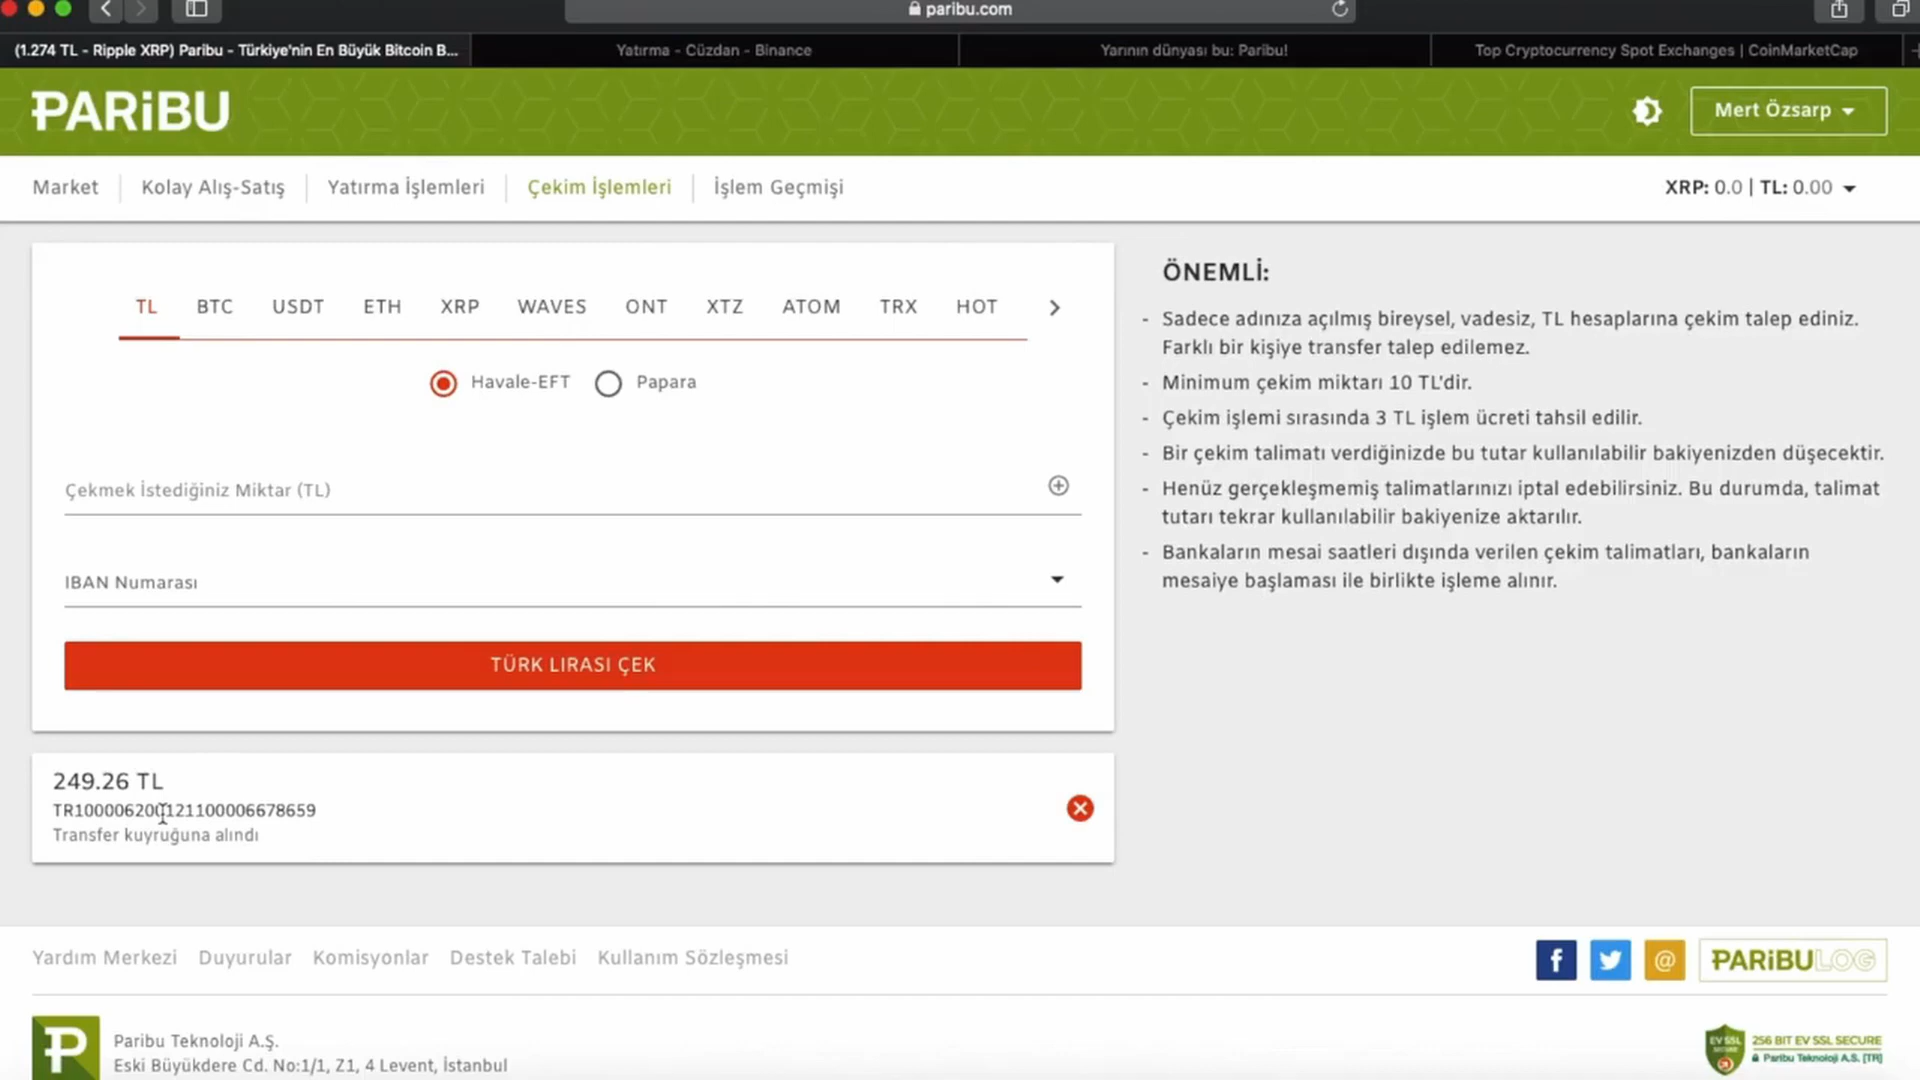 paribu.com
(1.274 TL - Ripple XRP) Paribu - Türkiye'nin En Büyük Bitcoin B...
Yatırma - Cüzdan - Binance
Yarının dünyası bu: Paribu!
Top Cryptocurrency Spot Exchanges | CoinMarketCap
PARiBU
Mert Özsarp
Market
Kolay Alış-Satış
Yatırma İşlemleri
Çekim İşlemleri
İşlem Geçmişi
XRP: 0.0 | TL: 0.00
TL BTC USDT ETH XRP WAVES ONT XTZ ATOM TRX HOT
Havale-EFT
Papara
Çekmek İstediğiniz Miktar (TL)
IBAN Numarası
TÜRK LIRASI ÇEK
249.26 TL
TR100006200121100006678659
Transfer kuyruğuna alındı
ÖNEMLİ:
- Sadece adınıza açılmış bireysel, vadesiz, TL hesaplarına çekim talep ediniz.
Farklı bir kişiye transfer talep edilemez.
- Minimum çekim miktarı 10 TL'dir.
- Çekim işlemi sırasında 3 TL işlem ücreti tahsil edilir.
- Bir çekim talimatı verdiğinizde bu tutar kullanılabilir bakiyenizden düşecektir.
- Henüz gerçekleşmemiş talimatlarınızı iptal edebilirsiniz. Bu durumda, talimat
tutarı tekrar kullanılabilir bakiyenize aktarılır.
- Bankaların mesai saatleri dışında verilen çekim talimatları, bankaların
mesaiye başlaması ile birlikte işleme alınır.
Yardım Merkezi Duyurular Komisyonlar Destek Talebi Kullanım Sözleşmesi
PARiBULOG
Paribu Teknoloji A.Ş.
Eski Büyükdere Cd. No:1/1, Z1, 4 Levent, İstanbul
EV SSL
256 BIT EV SSL SECURE
Paribu Teknoloji A.S. [TR]